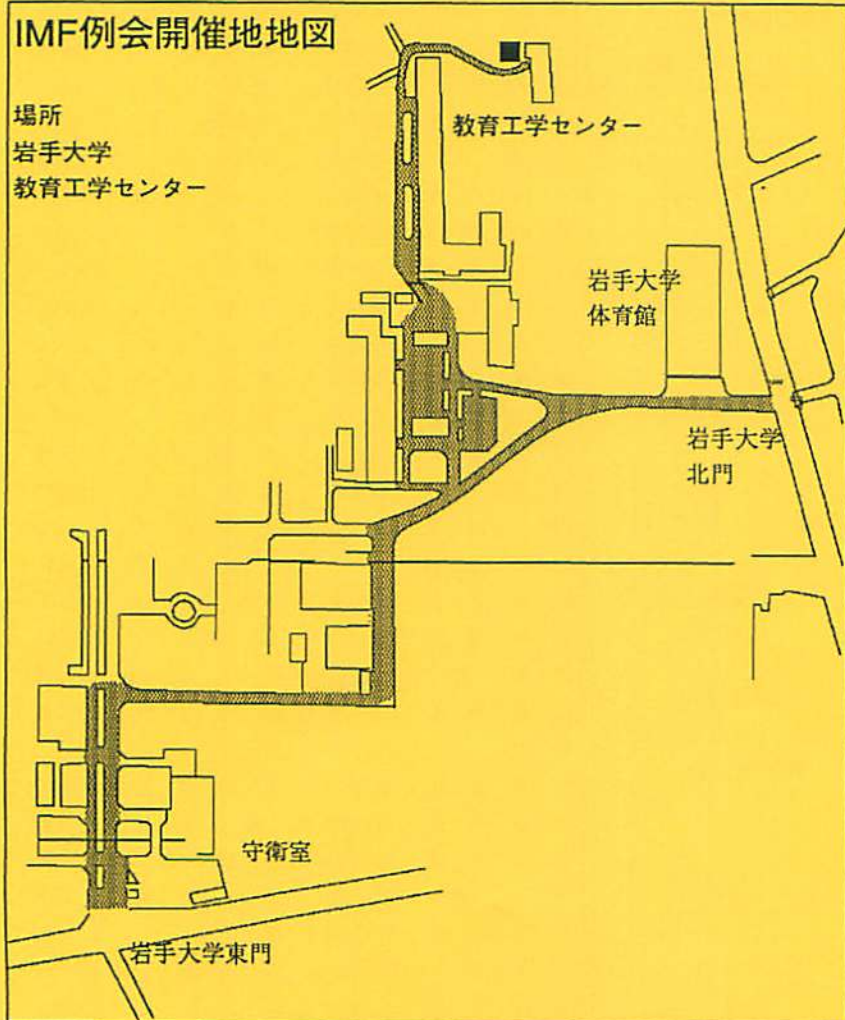 IMF例会開催地地図
場所
岩手大学
教育工学センター
教育工学センター
岩手大学
体育館
岩手大学
北門
守衛室
岩手大学東門